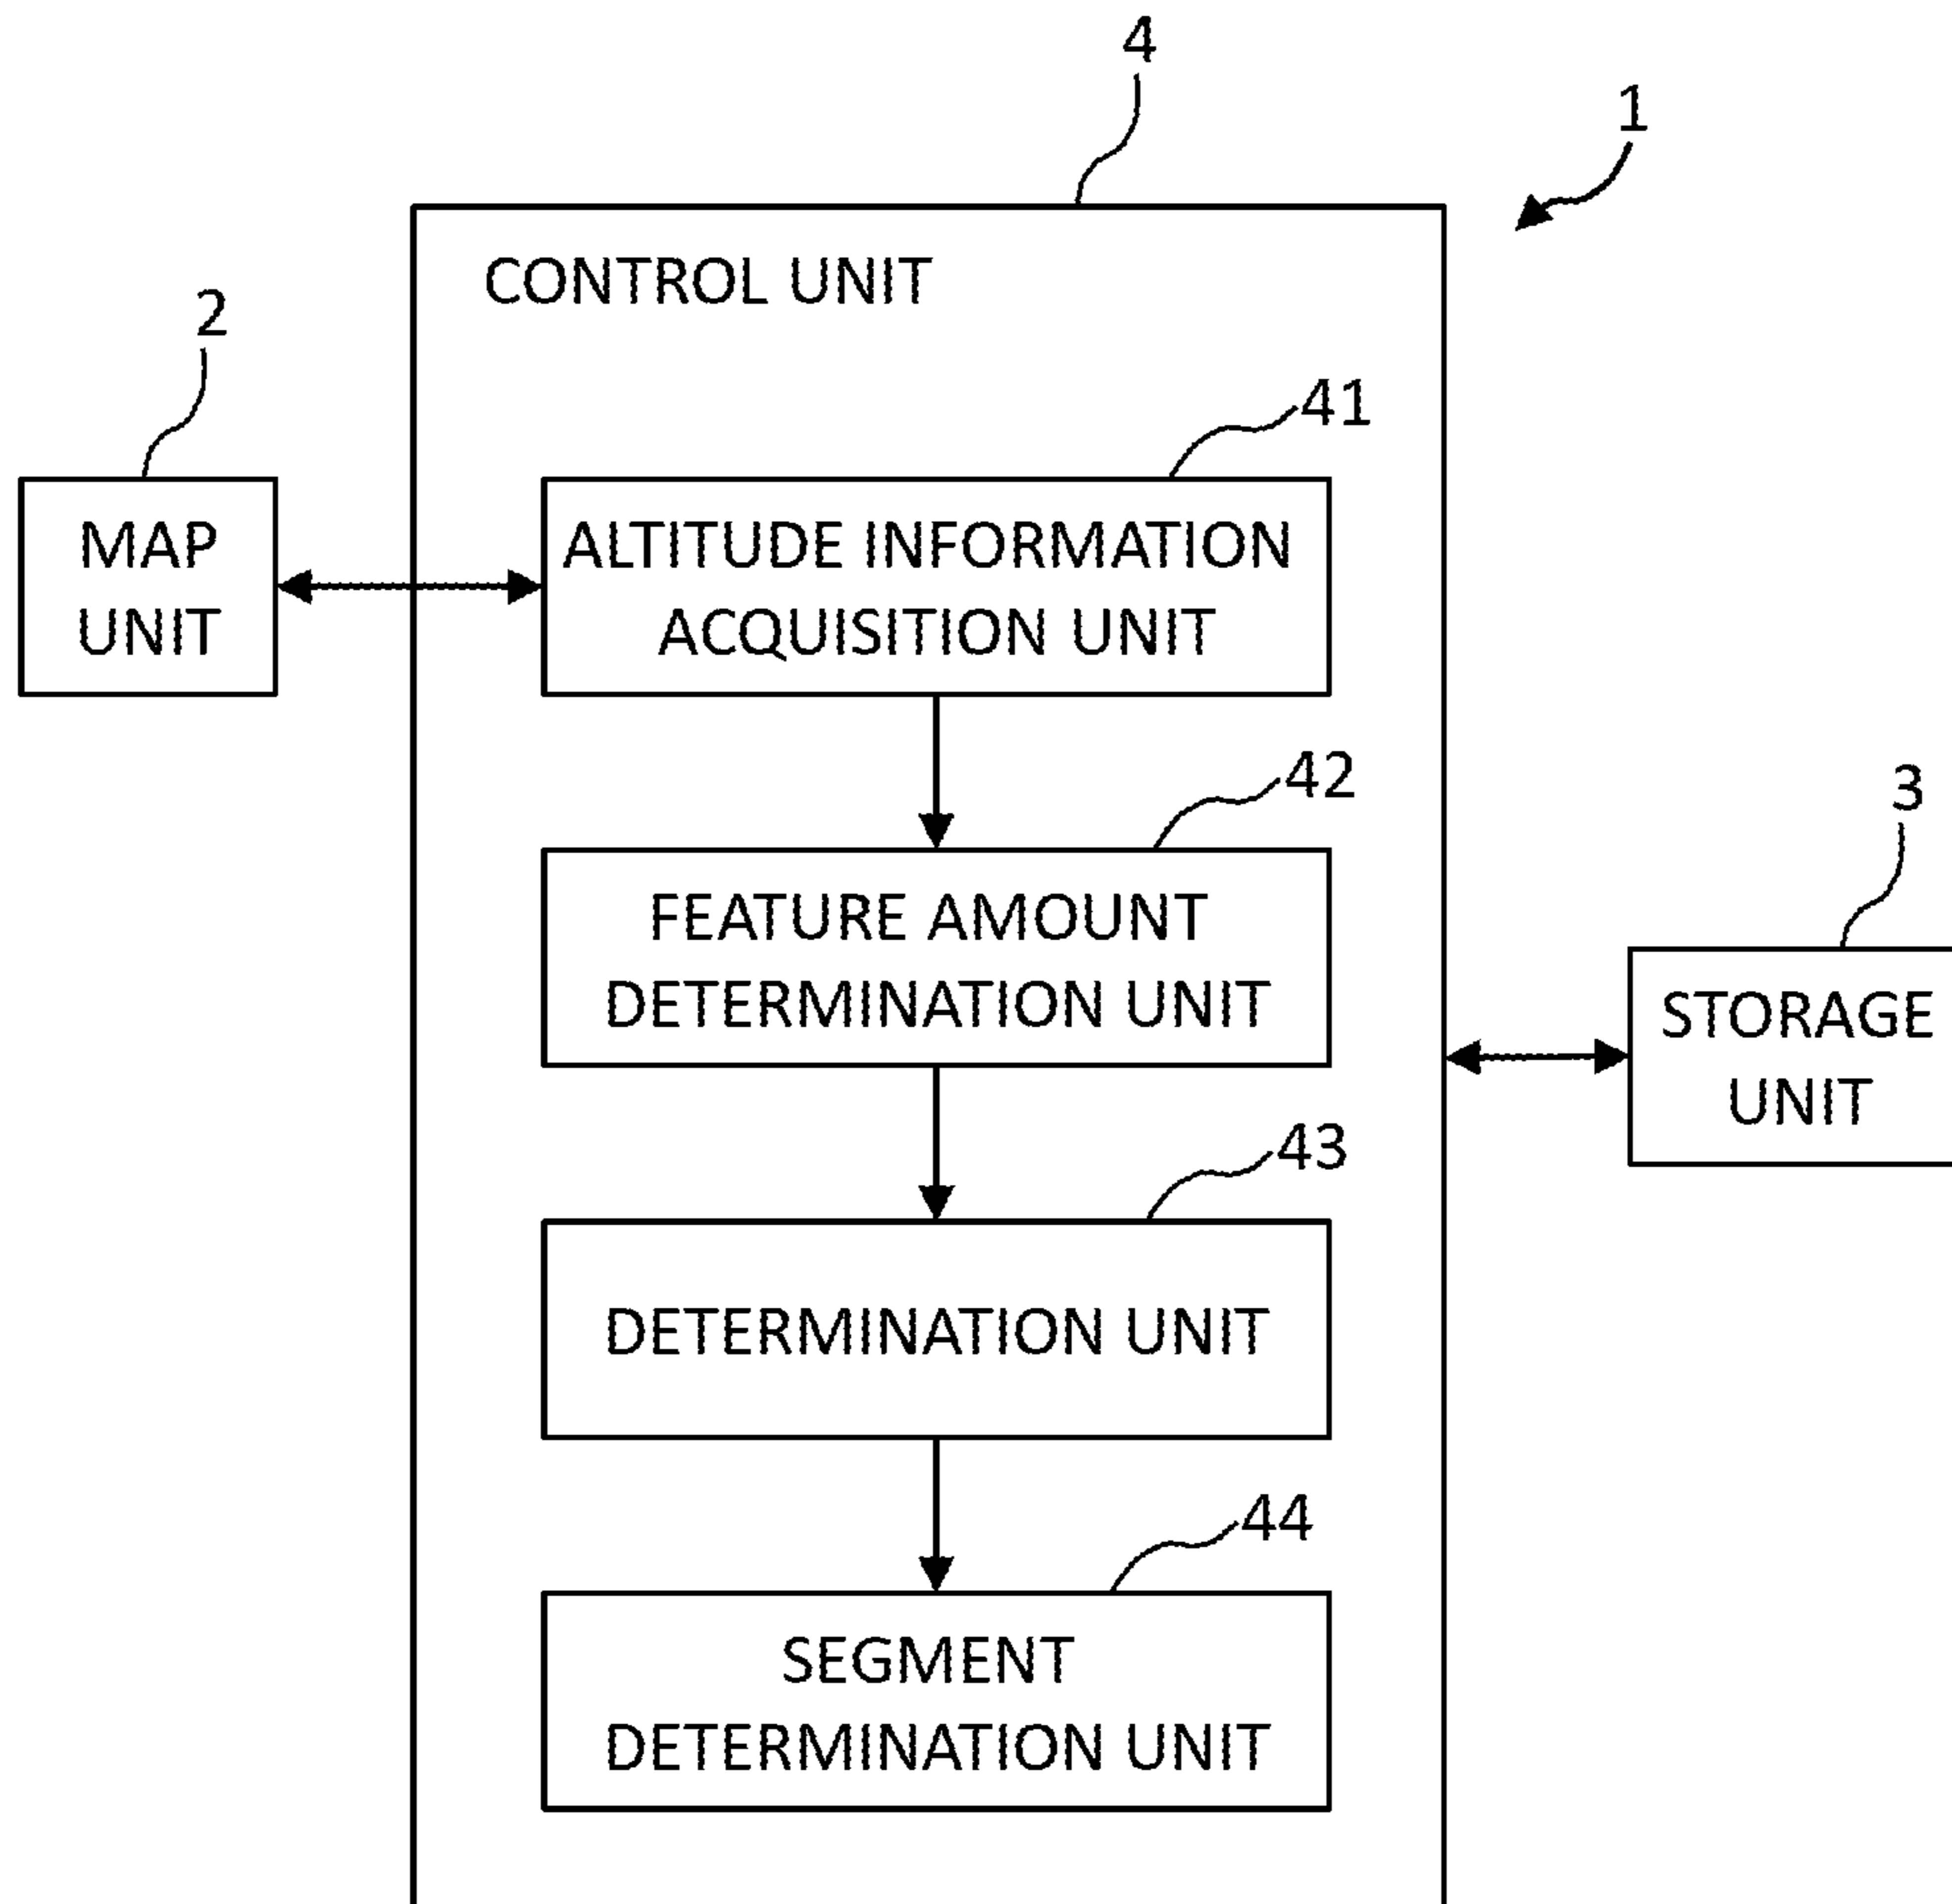 4
1
CONTROL UNIT
2
41
MAP
UNIT
ALTITUDE INFORMATION
ACQUISITION UNIT
42
3
FEATURE AMOUNT
DETERMINATION UNIT
STORAGE
UNIT
43
DETERMINATION UNIT
44
SEGMENT
DETERMINATION UNIT